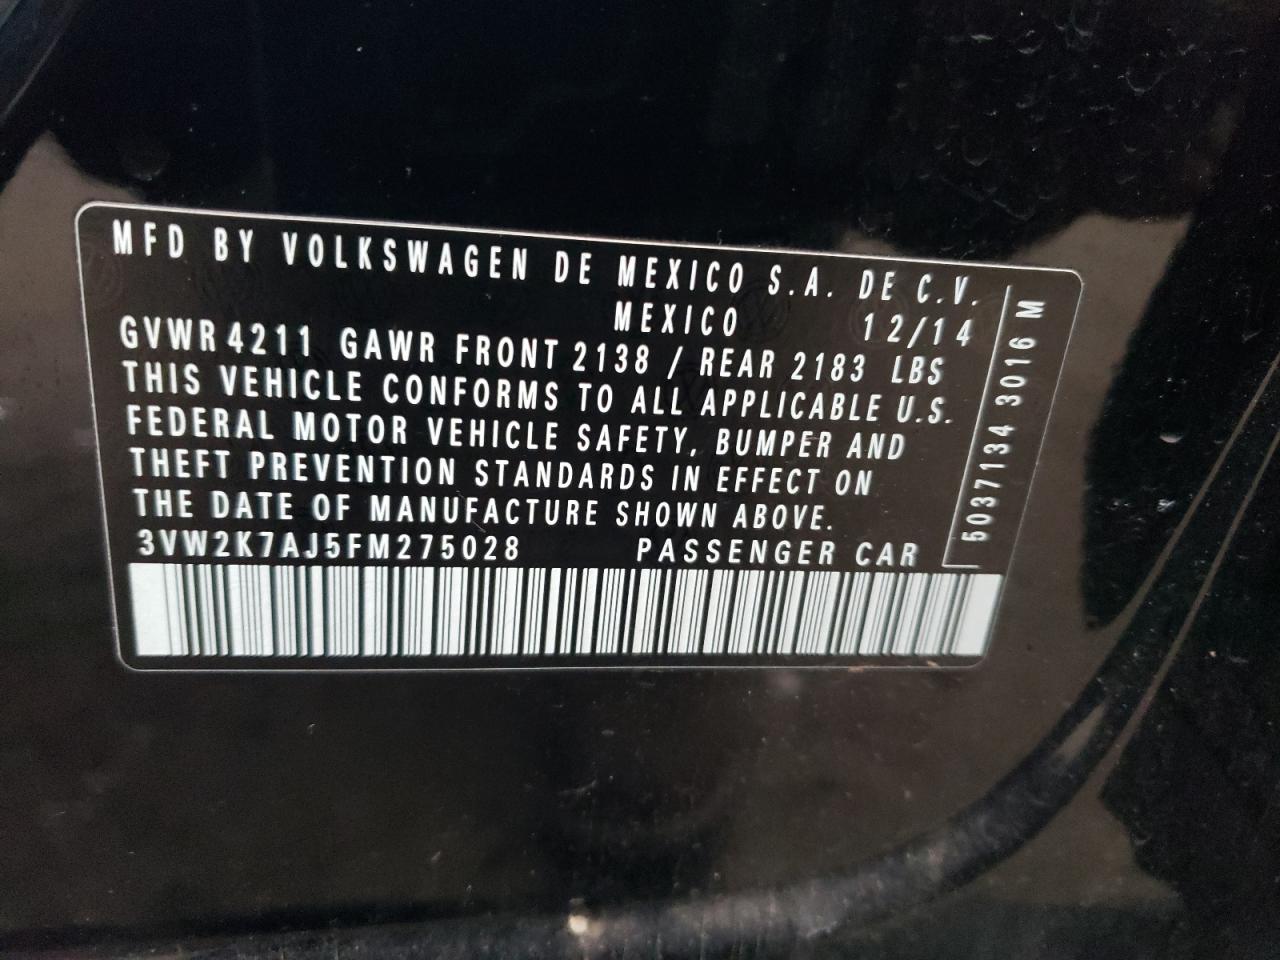 MFD BY VOLKSWAGEN DE MEXICO S.A. DE C.V.
MEXICO 12/14
GVWR 4211 GAWR FRONT 2138 / REAR 2183 LBS
THIS VEHICLE CONFORMS TO ALL APPLICABLE U.S.
FEDERAL MOTOR VEHICLE SAFETY, BUMPER AND
THEFT PREVENTION STANDARDS IN EFFECT ON
THE DATE OF MANUFACTURE SHOWN ABOVE.
3VW2K7AJ5FM275028 PASSENGER CAR
5037134 3016 M